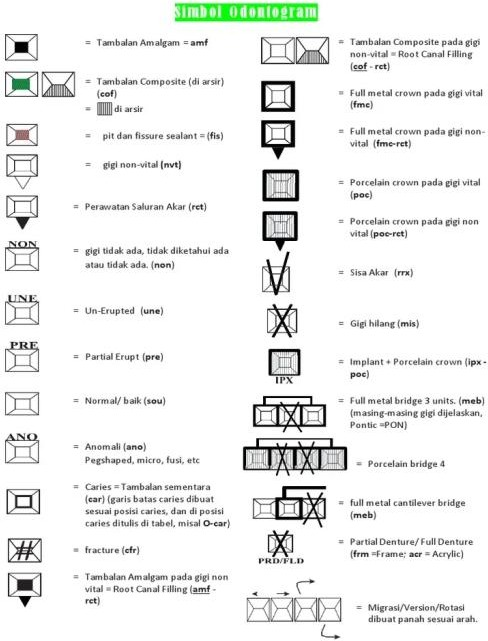 Simbol Odontogram
= Tambalan Amalgam = amf
= Tambalan Composite (di arsir)
(cof)
= di arsir
= pit dan fissure sealant = (fis)
= gigi non-vital (nvt)
= Perawatan Saluran Akar (rct)
NON
= gigi tidak ada, tidak diketahui ada
atau tidak ada. (non)
UNE
= Un-Erupted (une)
PRE
= Partial Erupt (pre)
= Normal/ baik (sou)
ANO
= Anomali (ano)
Pegshaped, micro, fusi, etc
= Caries = Tambalan sementara
(car) (garis batas caries dibuat
sesuai posisi caries, dan di posisi
caries ditulis di tabel, misal O-car)
= fracture (cfr)
= Tambalan Amalgam pada gigi non
vital = Root Canal Filling (amf -
rct)
= Tambalan Composite pada gigi
non-vital = Root Canal Filling
(cof - rct)
= Full metal crown pada gigi vital
(fmc)
= Full metal crown pada gigi non-
vital (fmc-rct)
= Porcelain crown pada gigi vital
(poc)
= Porcelain crown pada gigi non
vital (poc-rct)
= Sisa Akar (rrx)
= Gigi hilang (mis)
IPX
= Implant + Porcelain crown (ipx -
poc)
= Full metal bridge 3 units. (meb)
(masing-masing gigi dijelaskan,
Pontic =PON)
= Porcelain bridge 4
= full metal cantilever bridge
(meb)
PRD/FLD
= Partial Denture/ Full Denture
(frm =Frame; acr = Acrylic)
= Migrasi/Version/Rotasi
dibuat panah sesuai arah.